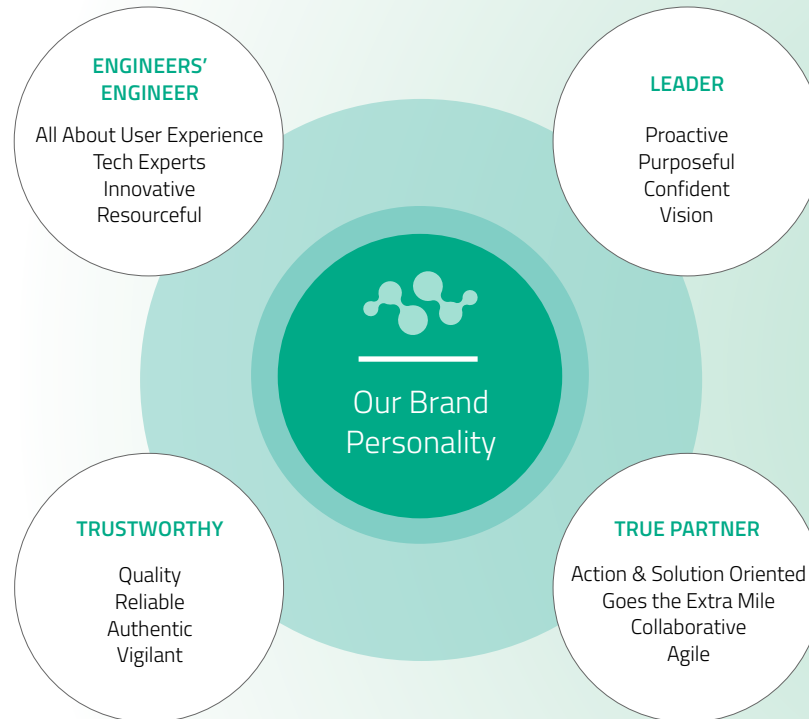 ENGINEERS'
ENGINEER
All About User Experience
Tech Experts
Innovative
Resourceful
LEADER
Proactive
Purposeful
Confident
Vision
Our Brand
Personality
TRUSTWORTHY
Quality
Reliable
Authentic
Vigilant
TRUE PARTNER
Action & Solution Oriented
Goes the Extra Mile
Collaborative
Agile